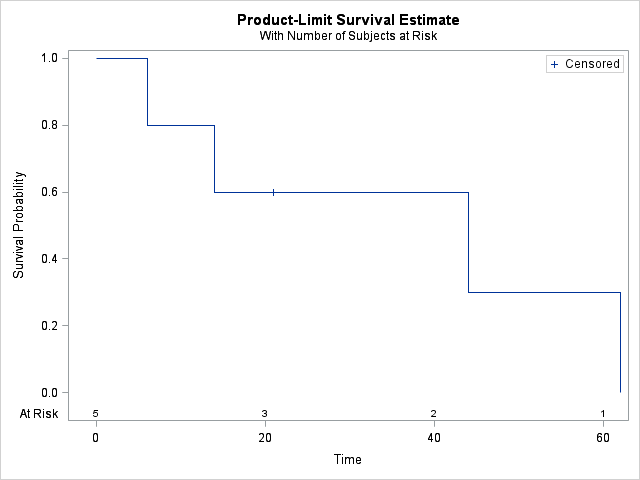 Product-Limit Survival Estimate
With Number of Subjects at Risk
+ Censored
1.0
0.8
0.6
0.4
0.2
0.0
Survival Probability
At Risk 5 3 2 1
0 20 40 60
Time